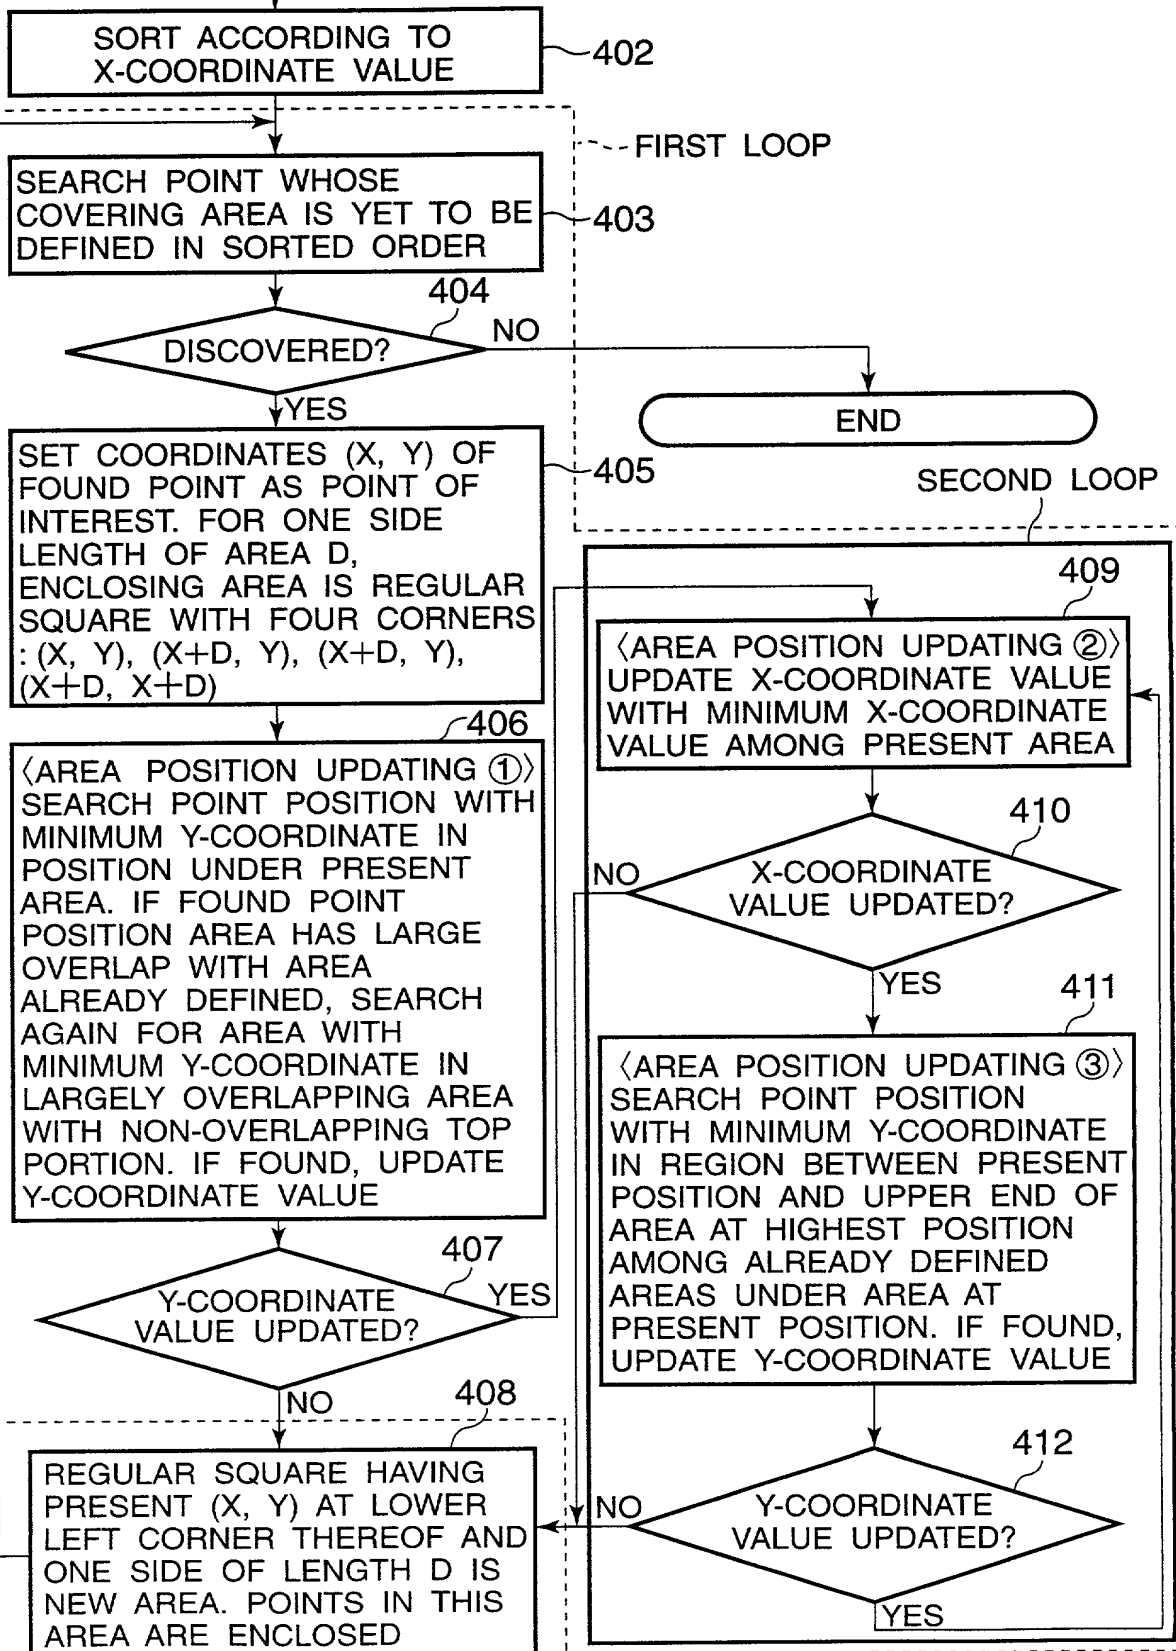 SORT ACCORDING TO
X-COORDINATE VALUE
402
FIRST LOOP
SEARCH POINT WHOSE
COVERING AREA IS YET TO BE
DEFINED IN SORTED ORDER
403
404
DISCOVERED?
NO
YES
END
SET COORDINATES (X, Y) OF
FOUND POINT AS POINT OF
INTEREST. FOR ONE SIDE
LENGTH OF AREA D,
ENCLOSING AREA IS REGULAR
SQUARE WITH FOUR CORNERS
: (X, Y), (X+D, Y), (X+D, Y),
(X+D, X+D)
405
406
〈AREA POSITION UPDATING ①〉
SEARCH POINT POSITION WITH
MINIMUM Y-COORDINATE IN
POSITION UNDER PRESENT
AREA. IF FOUND POINT
POSITION AREA HAS LARGE
OVERLAP WITH AREA
ALREADY DEFINED, SEARCH
AGAIN FOR AREA WITH
MINIMUM Y-COORDINATE IN
LARGELY OVERLAPPING AREA
WITH NON-OVERLAPPING TOP
PORTION. IF FOUND, UPDATE
Y-COORDINATE VALUE
407
Y-COORDINATE
VALUE UPDATED?
YES
NO
408
REGULAR SQUARE HAVING
PRESENT (X, Y) AT LOWER
LEFT CORNER THEREOF AND
ONE SIDE OF LENGTH D IS
NEW AREA. POINTS IN THIS
AREA ARE ENCLOSED
SECOND LOOP
409
〈AREA POSITION UPDATING ②〉
UPDATE X-COORDINATE VALUE
WITH MINIMUM X-COORDINATE
VALUE AMONG PRESENT AREA
410
X-COORDINATE
VALUE UPDATED?
NO
YES
411
〈AREA POSITION UPDATING ③〉
SEARCH POINT POSITION
WITH MINIMUM Y-COORDINATE
IN REGION BETWEEN PRESENT
POSITION AND UPPER END OF
AREA AT HIGHEST POSITION
AMONG ALREADY DEFINED
AREAS UNDER AREA AT
PRESENT POSITION. IF FOUND,
UPDATE Y-COORDINATE VALUE
412
Y-COORDINATE
VALUE UPDATED?
NO
YES